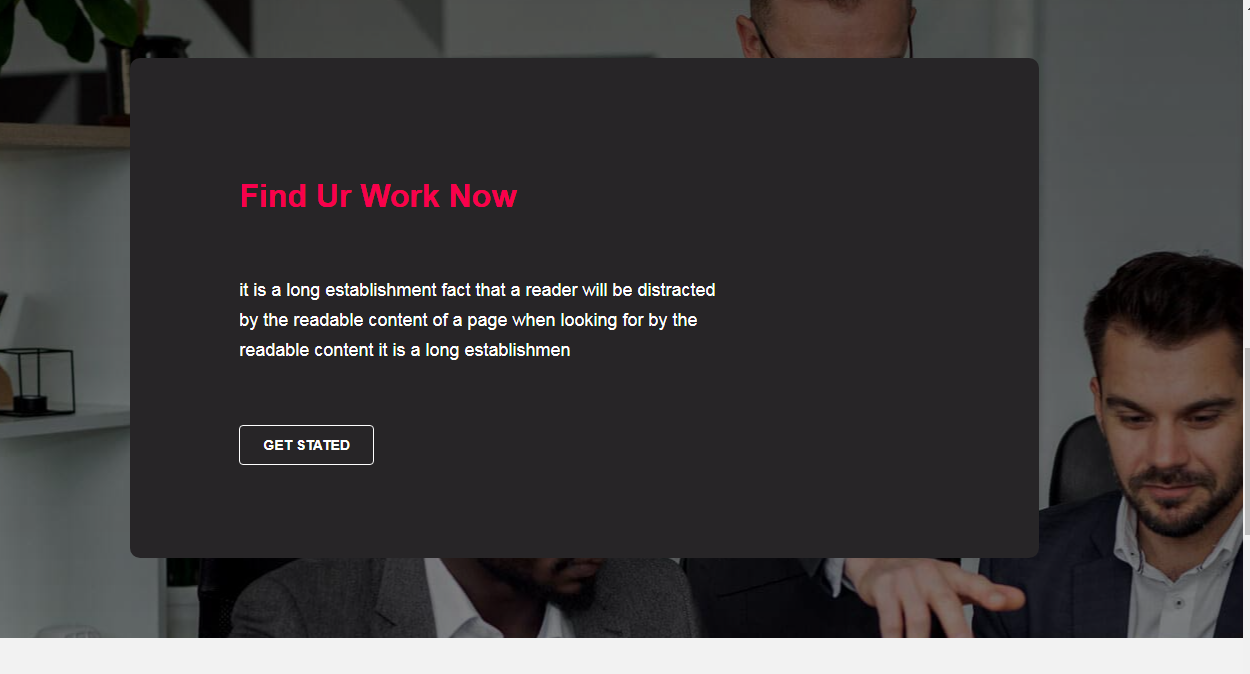 Find Ur Work Now
it is a long establishment fact that a reader will be distracted
by the readable content of a page when looking for by the
readable content it is a long establishmen
GET STATED